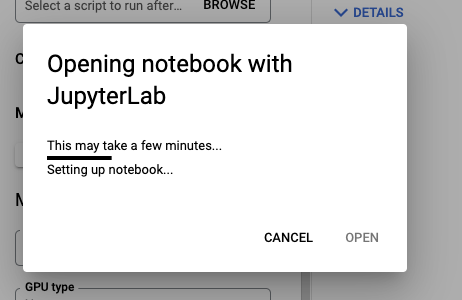 Select a script to run after...
BROWSE
DETAILS
C
Opening notebook with
JupyterLab
M
This may take a few minutes...
Setting up notebook...
M
CANCEL
OPEN
GPU type